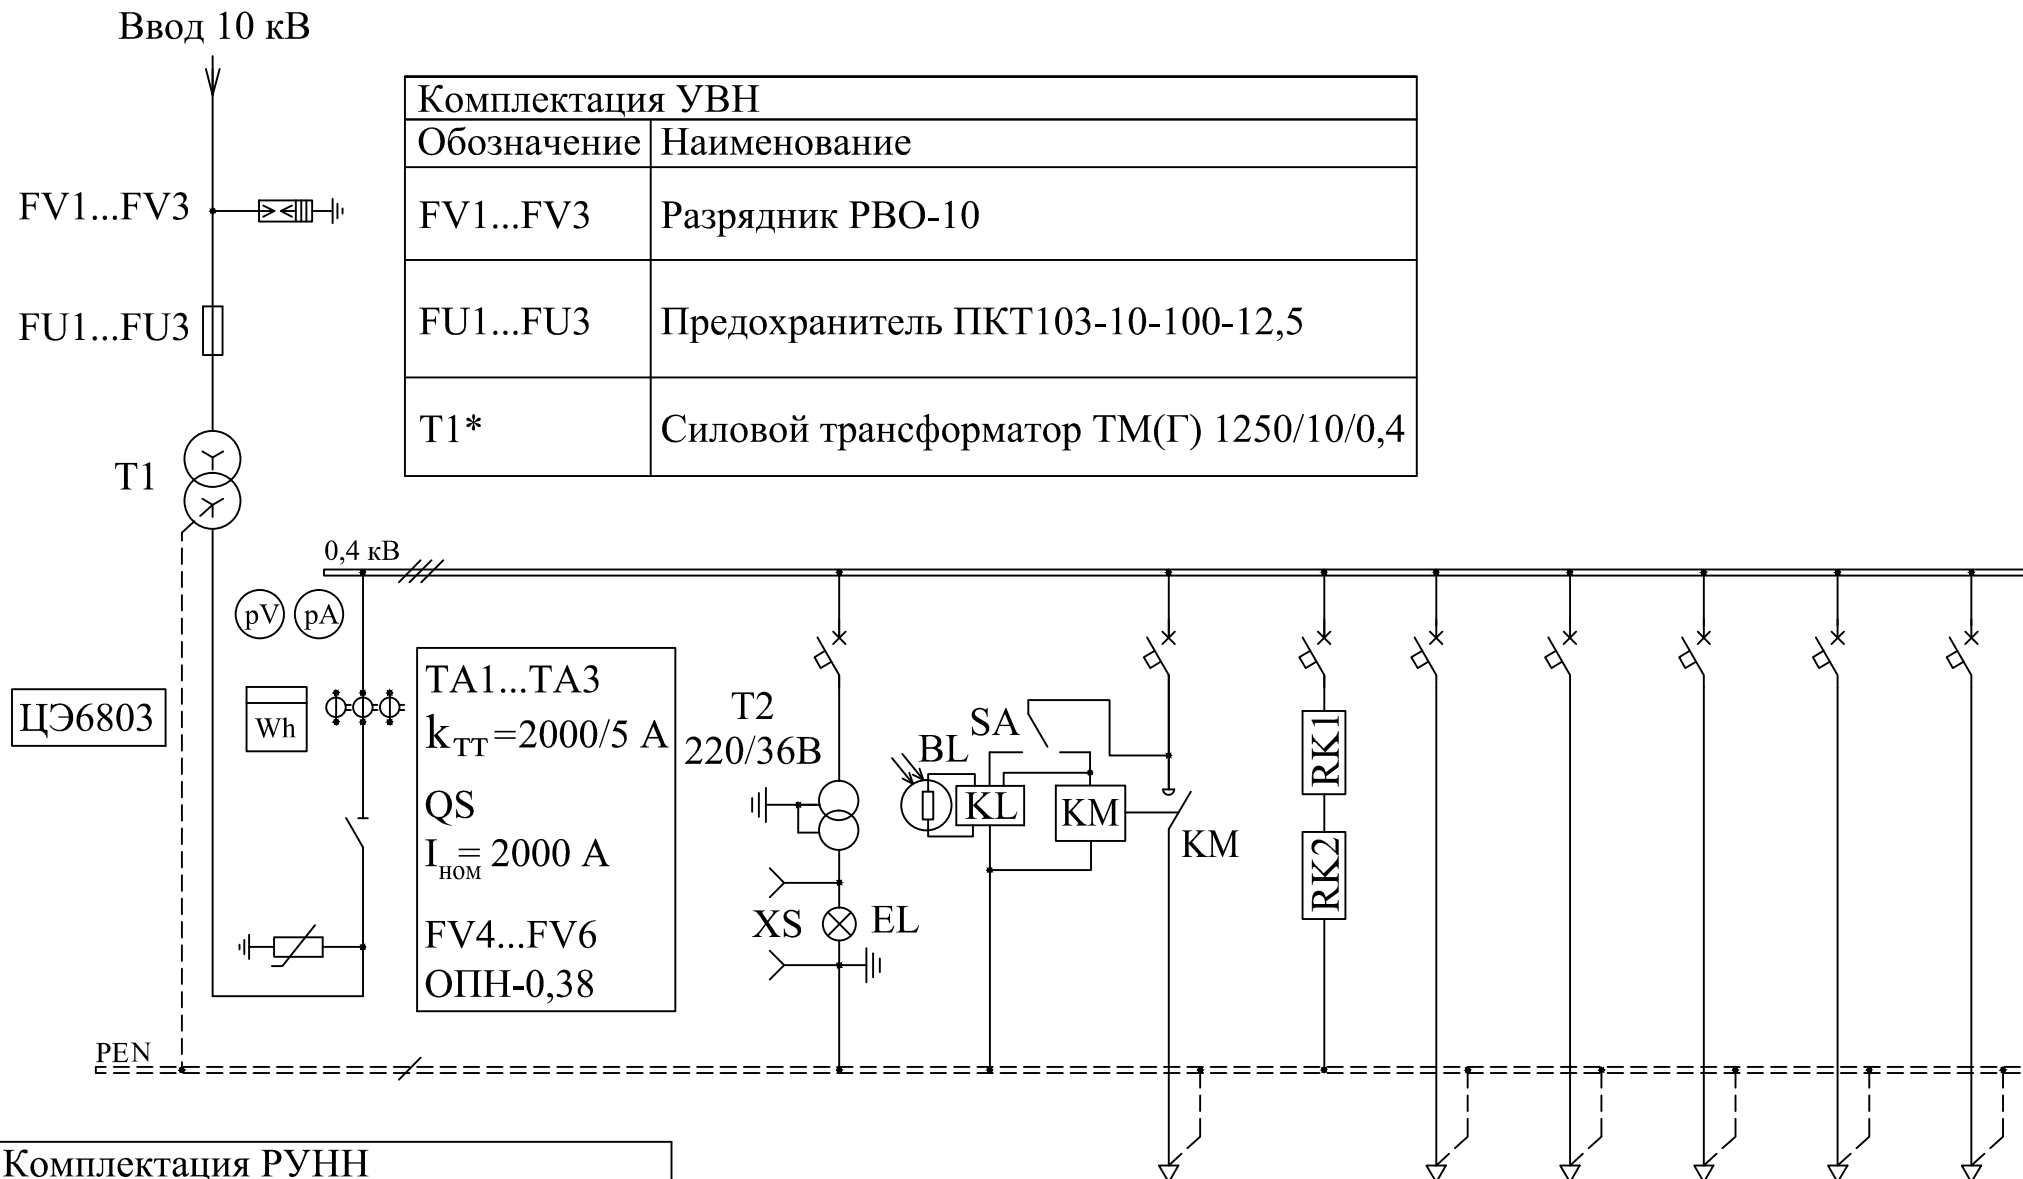 Ввод 10 кВ
Комплектация УВН
Обозначение Наименование
FV1...FV3
FV1...FV3 Разрядник РВО-10
FU1...FU3
FU1...FU3 Предохранитель ПКТ103-10-100-12,5
T1* Силовой трансформатор ТМ(Г) 1250/10/0,4
T1
0,4 кВ
pV pA
ЦЭ6803
Wh
TA1...TA3
kтт=2000/5 А
QS
Iном= 2000 А
FV4...FV6
ОПН-0,38
T2
220/36В
XS
EL
BL
SA
KL
KM
KM
RK1
RK2
PEN
Комплектация РУНН